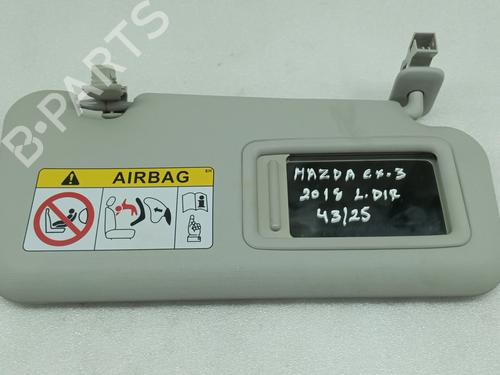 B-PARTS
AIRBAG
MAZDA CX-3
2018 L.DIR
43/25